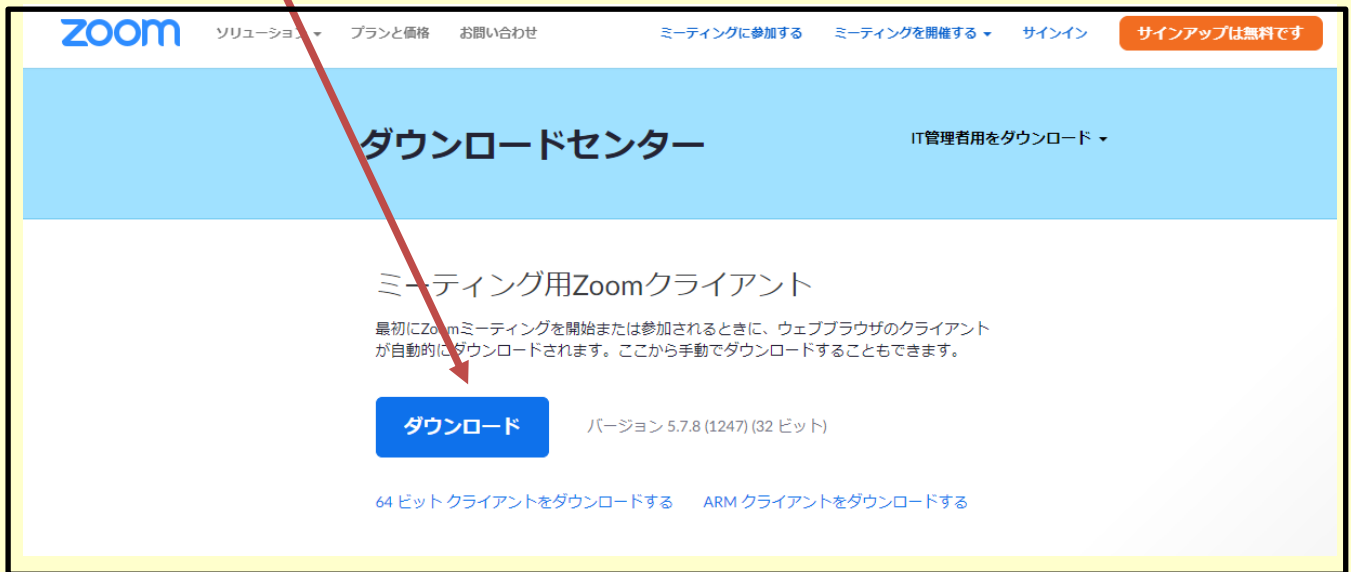 zoom ソリューション プランと価格 お問い合わせ ミーティングに参加する ミーティングを開催する サインイン サインアップは無料です
ダウンロードセンター IT管理者用をダウンロード
ミーティング用Zoomクライアント
最初にZoomミーティングを開始または参加されるときに、ウェブブラウザのクライアント
が自動的にダウンロードされます。ここから手動でダウンロードすることもできます。
ダウンロード バージョン 5.7.8 (1247) (32 ビット)
64 ビット クライアントをダウンロードする ARM クライアントをダウンロードする